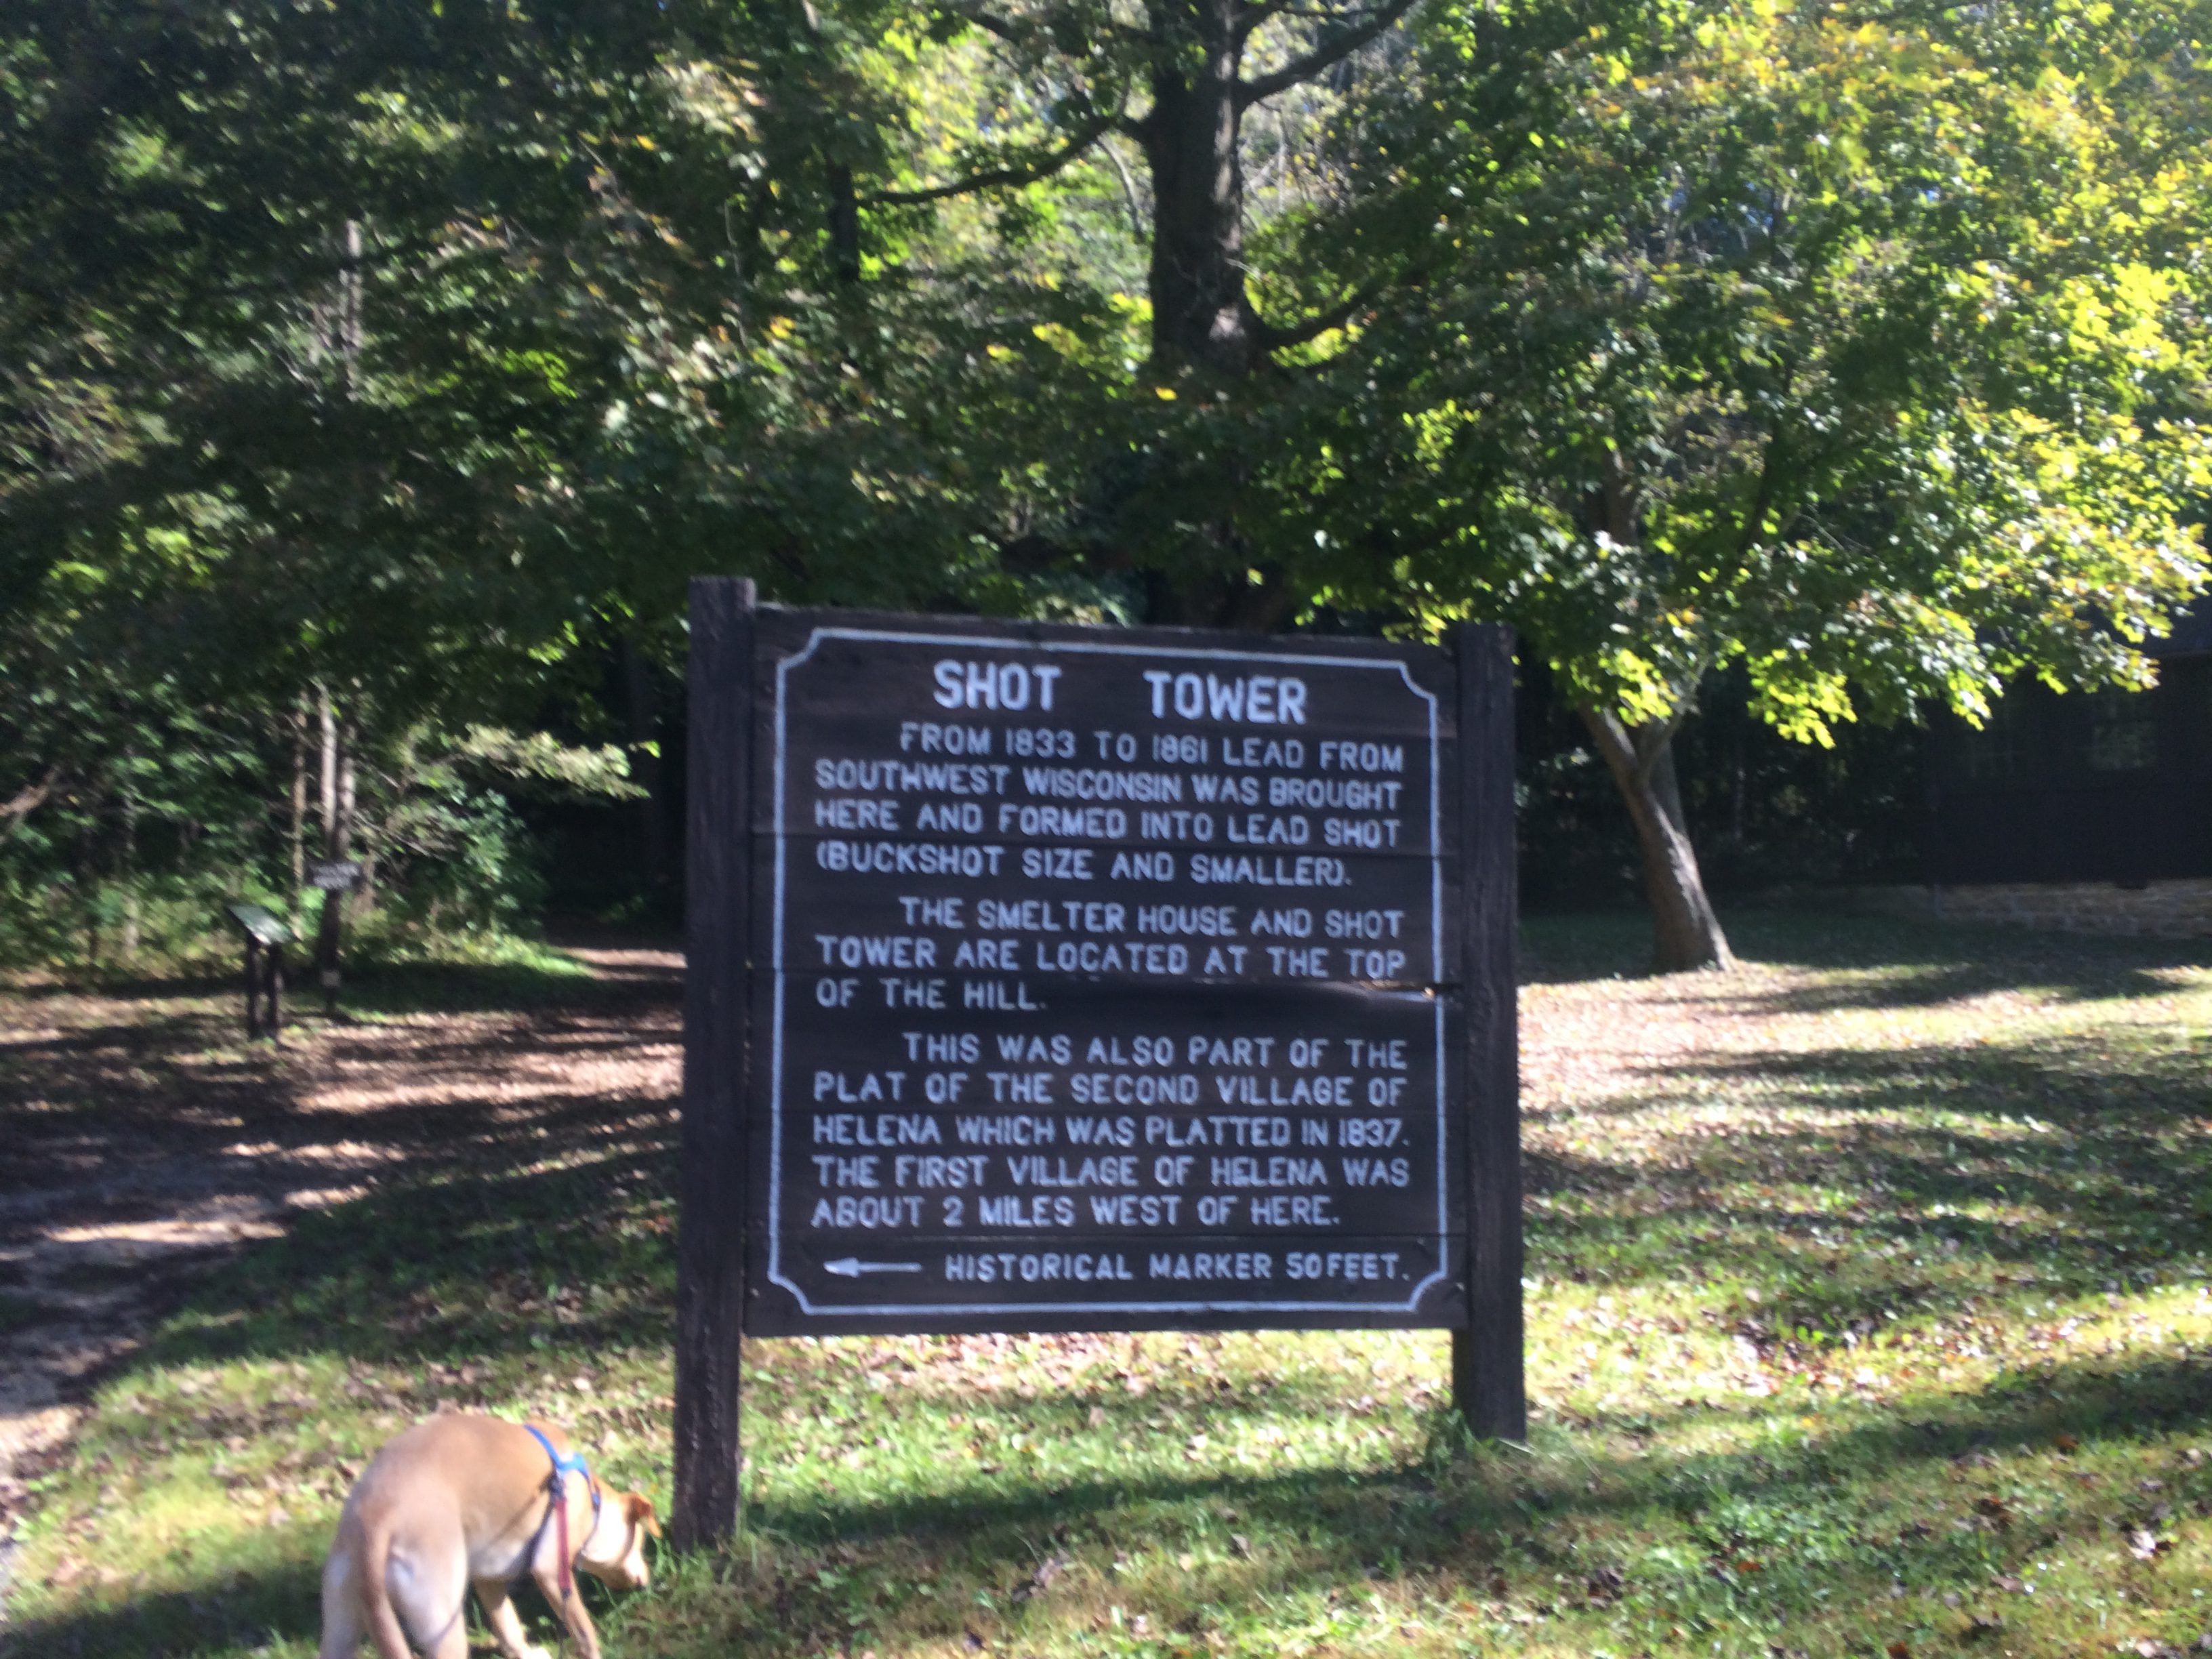 SHOT TOWER
FROM 1833 TO 1861 LEAD FROM
SOUTHWEST WISCONSIN WAS BROUGHT
HERE AND FORMED INTO LEAD SHOT
(BUCKSHOT SIZE AND SMALLER).
THE SMELTER HOUSE AND SHOT
TOWER ARE LOCATED AT THE TOP
OF THE HILL.
THIS WAS ALSO PART OF THE
PLAT OF THE SECOND VILLAGE OF
HELENA WHICH WAS PLATTED IN 1837.
THE FIRST VILLAGE OF HELENA WAS
ABOUT 2 MILES WEST OF HERE.
HISTORICAL MARKER 50 FEET.